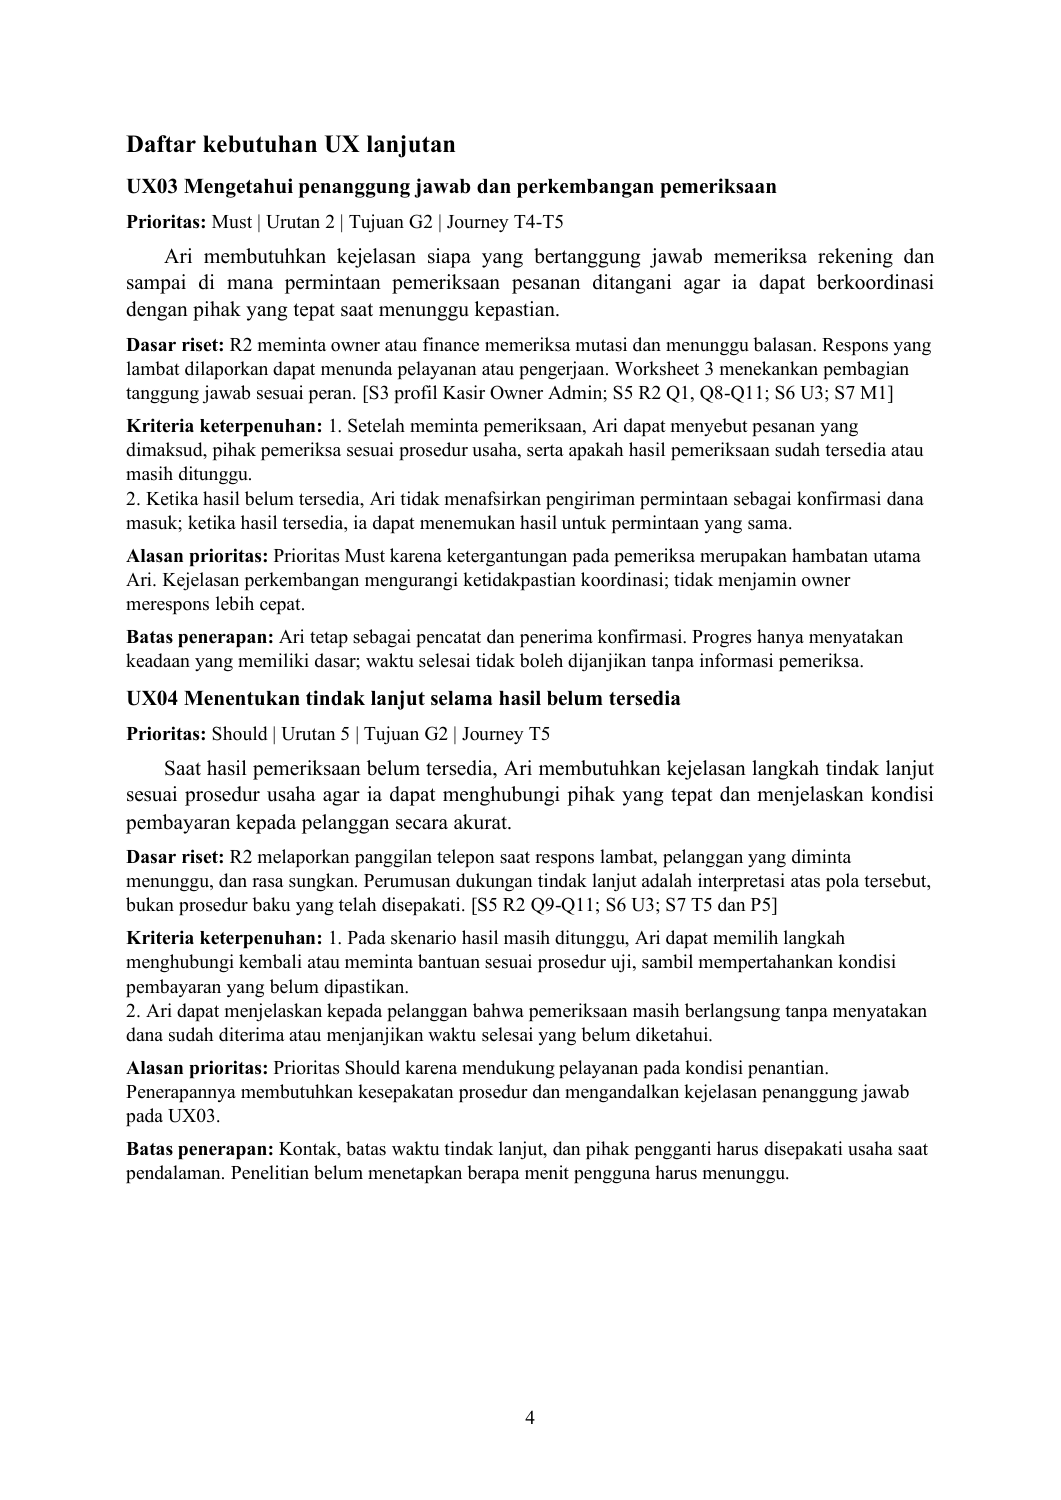 Daftar kebutuhan UX lanjutan
UX03 Mengetahui penanggung jawab dan perkembangan pemeriksaan
Prioritas: Must | Urutan 2 | Tujuan G2 | Journey T4-T5
Ari membutuhkan kejelasan siapa yang bertanggung jawab memeriksa rekening dan
sampai di mana permintaan pemeriksaan pesanan ditangani agar ia dapat berkoordinasi
dengan pihak yang tepat saat menunggu kepastian.
Dasar riset: R2 meminta owner atau finance memeriksa mutasi dan menunggu balasan. Respons yang
lambat dilaporkan dapat menunda pelayanan atau pengerjaan. Worksheet 3 menekankan pembagian
tanggung jawab sesuai peran. [S3 profil Kasir Owner Admin; S5 R2 Q1, Q8-Q11; S6 U3; S7 M1]
Kriteria keterpenuhan: 1. Setelah meminta pemeriksaan, Ari dapat menyebut pesanan yang
dimaksud, pihak pemeriksa sesuai prosedur usaha, serta apakah hasil pemeriksaan sudah tersedia atau
masih ditunggu.
2. Ketika hasil belum tersedia, Ari tidak menafsirkan pengiriman permintaan sebagai konfirmasi dana
masuk; ketika hasil tersedia, ia dapat menemukan hasil untuk permintaan yang sama.
Alasan prioritas: Prioritas Must karena ketergantungan pada pemeriksa merupakan hambatan utama
Ari. Kejelasan perkembangan mengurangi ketidakpastian koordinasi; tidak menjamin owner
merespons lebih cepat.
Batas penerapan: Ari tetap sebagai pencatat dan penerima konfirmasi. Progres hanya menyatakan
keadaan yang memiliki dasar; waktu selesai tidak boleh dijanjikan tanpa informasi pemeriksa.
UX04 Menentukan tindak lanjut selama hasil belum tersedia
Prioritas: Should | Urutan 5 | Tujuan G2 | Journey T5
Saat hasil pemeriksaan belum tersedia, Ari membutuhkan kejelasan langkah tindak lanjut
sesuai prosedur usaha agar ia dapat menghubungi pihak yang tepat dan menjelaskan kondisi
pembayaran kepada pelanggan secara akurat.
Dasar riset: R2 melaporkan panggilan telepon saat respons lambat, pelanggan yang diminta
menunggu, dan rasa sungkan. Perumusan dukungan tindak lanjut adalah interpretasi atas pola tersebut,
bukan prosedur baku yang telah disepakati. [S5 R2 Q9-Q11; S6 U3; S7 T5 dan P5]
Kriteria keterpenuhan: 1. Pada skenario hasil masih ditunggu, Ari dapat memilih langkah
menghubungi kembali atau meminta bantuan sesuai prosedur uji, sambil mempertahankan kondisi
pembayaran yang belum dipastikan.
2. Ari dapat menjelaskan kepada pelanggan bahwa pemeriksaan masih berlangsung tanpa menyatakan
dana sudah diterima atau menjanjikan waktu selesai yang belum diketahui.
Alasan prioritas: Prioritas Should karena mendukung pelayanan pada kondisi penantian.
Penerapannya membutuhkan kesepakatan prosedur dan mengandalkan kejelasan penanggung jawab
pada UX03.
Batas penerapan: Kontak, batas waktu tindak lanjut, dan pihak pengganti harus disepakati usaha saat
pendalaman. Penelitian belum menetapkan berapa menit pengguna harus menunggu.
4